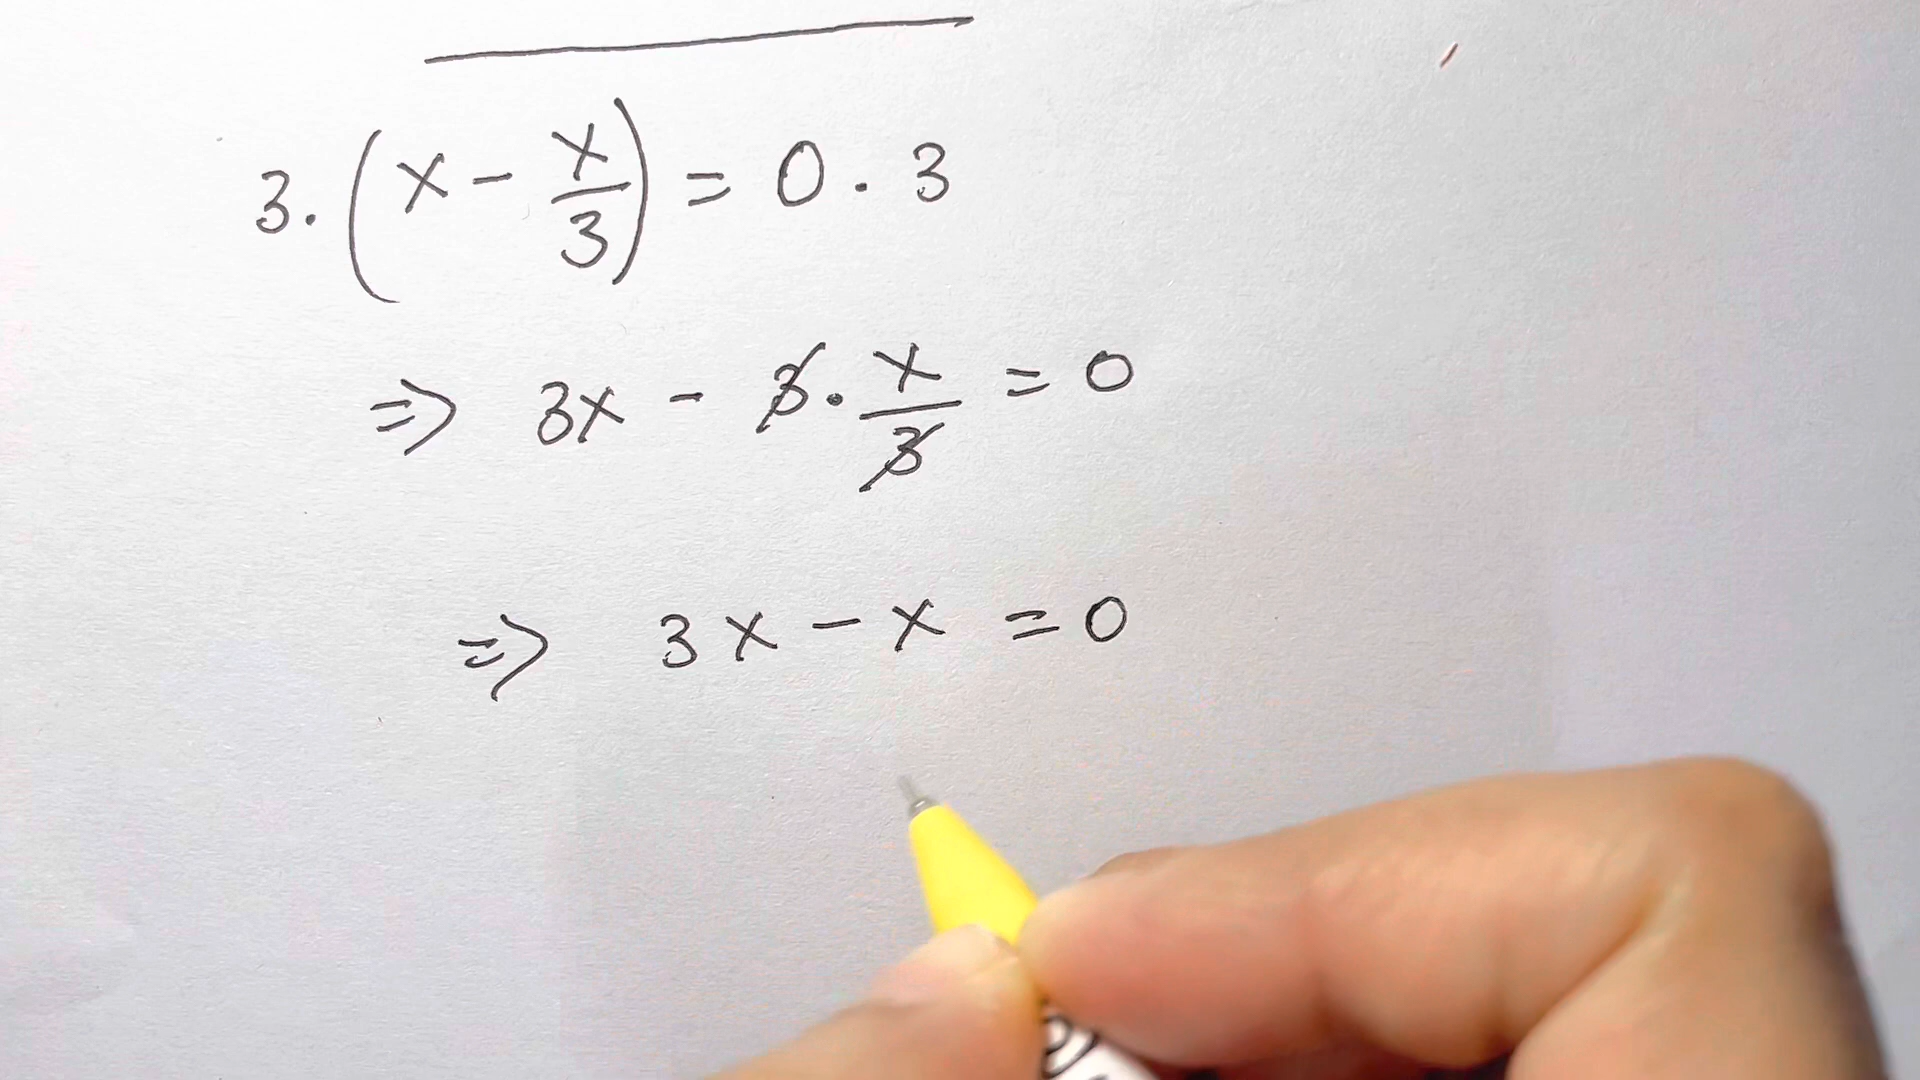 3. (x - x/3) = 0 . 3
=> 3x - 3 . x/3 = 0
=> 3x - x = 0